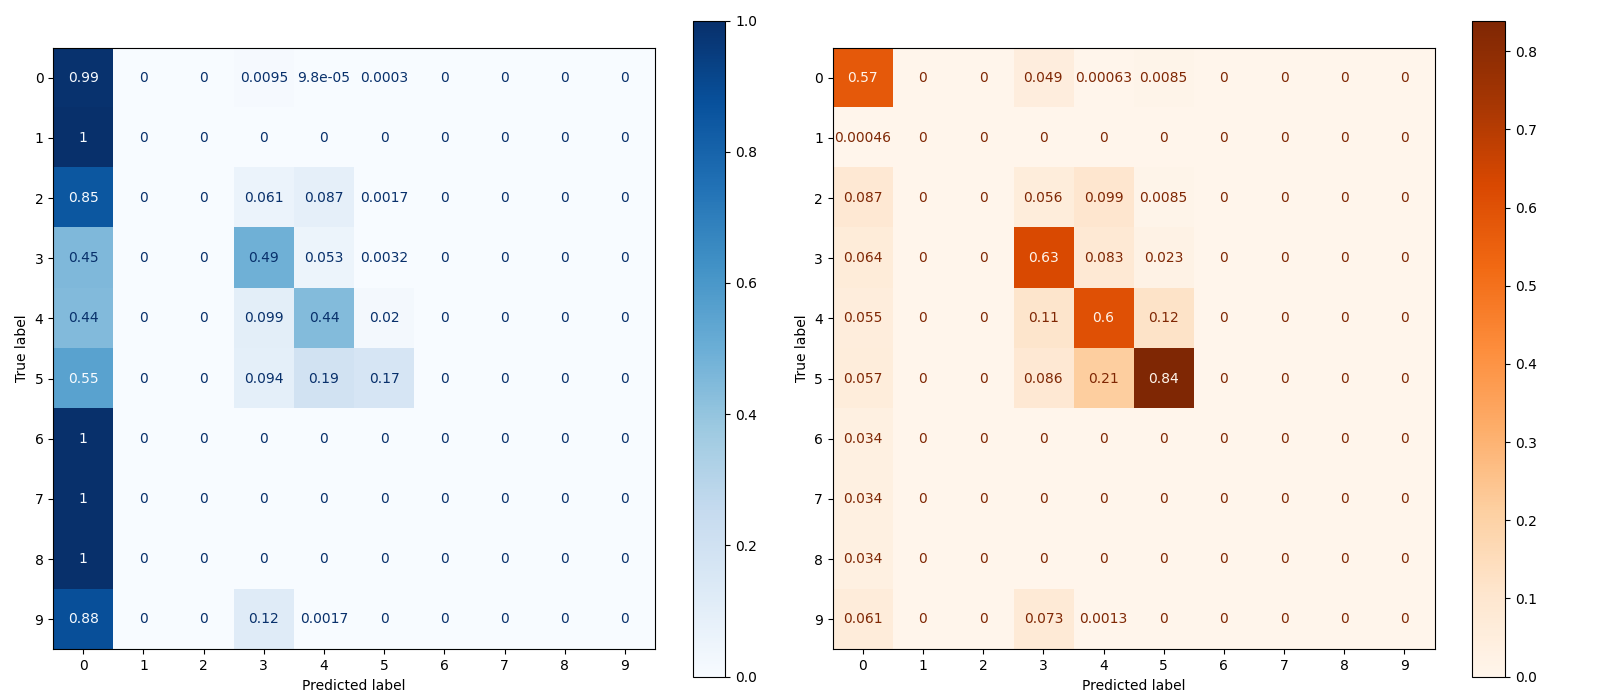 0 0.99 0 0 0.0095 9.8e-05 0.0003 0 0 0 0
1 1 0 0 0 0 0 0 0 0 0
2 0.85 0 0 0.061 0.087 0.0017 0 0 0 0
3 0.45 0 0 0.49 0.053 0.0032 0 0 0 0
4 0.44 0 0 0.099 0.44 0.02 0 0 0 0
5 0.55 0 0 0.094 0.19 0.17 0 0 0 0
6 1 0 0 0 0 0 0 0 0 0
7 1 0 0 0 0 0 0 0 0 0
8 1 0 0 0 0 0 0 0 0 0
9 0.88 0 0 0.12 0.0017 0 0 0 0 0
0 1 2 3 4 5 6 7 8 9
Predicted label
True label
1.0
0.8
0.6
0.4
0.2
0.0
0 0.57 0 0 0.049 0.00063 0.0085 0 0 0 0
1 0.00046 0 0 0 0 0 0 0 0 0
2 0.087 0 0 0.056 0.099 0.0085 0 0 0 0
3 0.064 0 0 0.63 0.083 0.023 0 0 0 0
4 0.055 0 0 0.11 0.6 0.12 0 0 0 0
5 0.057 0 0 0.086 0.21 0.84 0 0 0 0
6 0.034 0 0 0 0 0 0 0 0 0
7 0.034 0 0 0 0 0 0 0 0 0
8 0.034 0 0 0 0 0 0 0 0 0
9 0.061 0 0 0.073 0.0013 0 0 0 0 0
0 1 2 3 4 5 6 7 8 9
Predicted label
True label
0.8
0.7
0.6
0.5
0.4
0.3
0.2
0.1
0.0